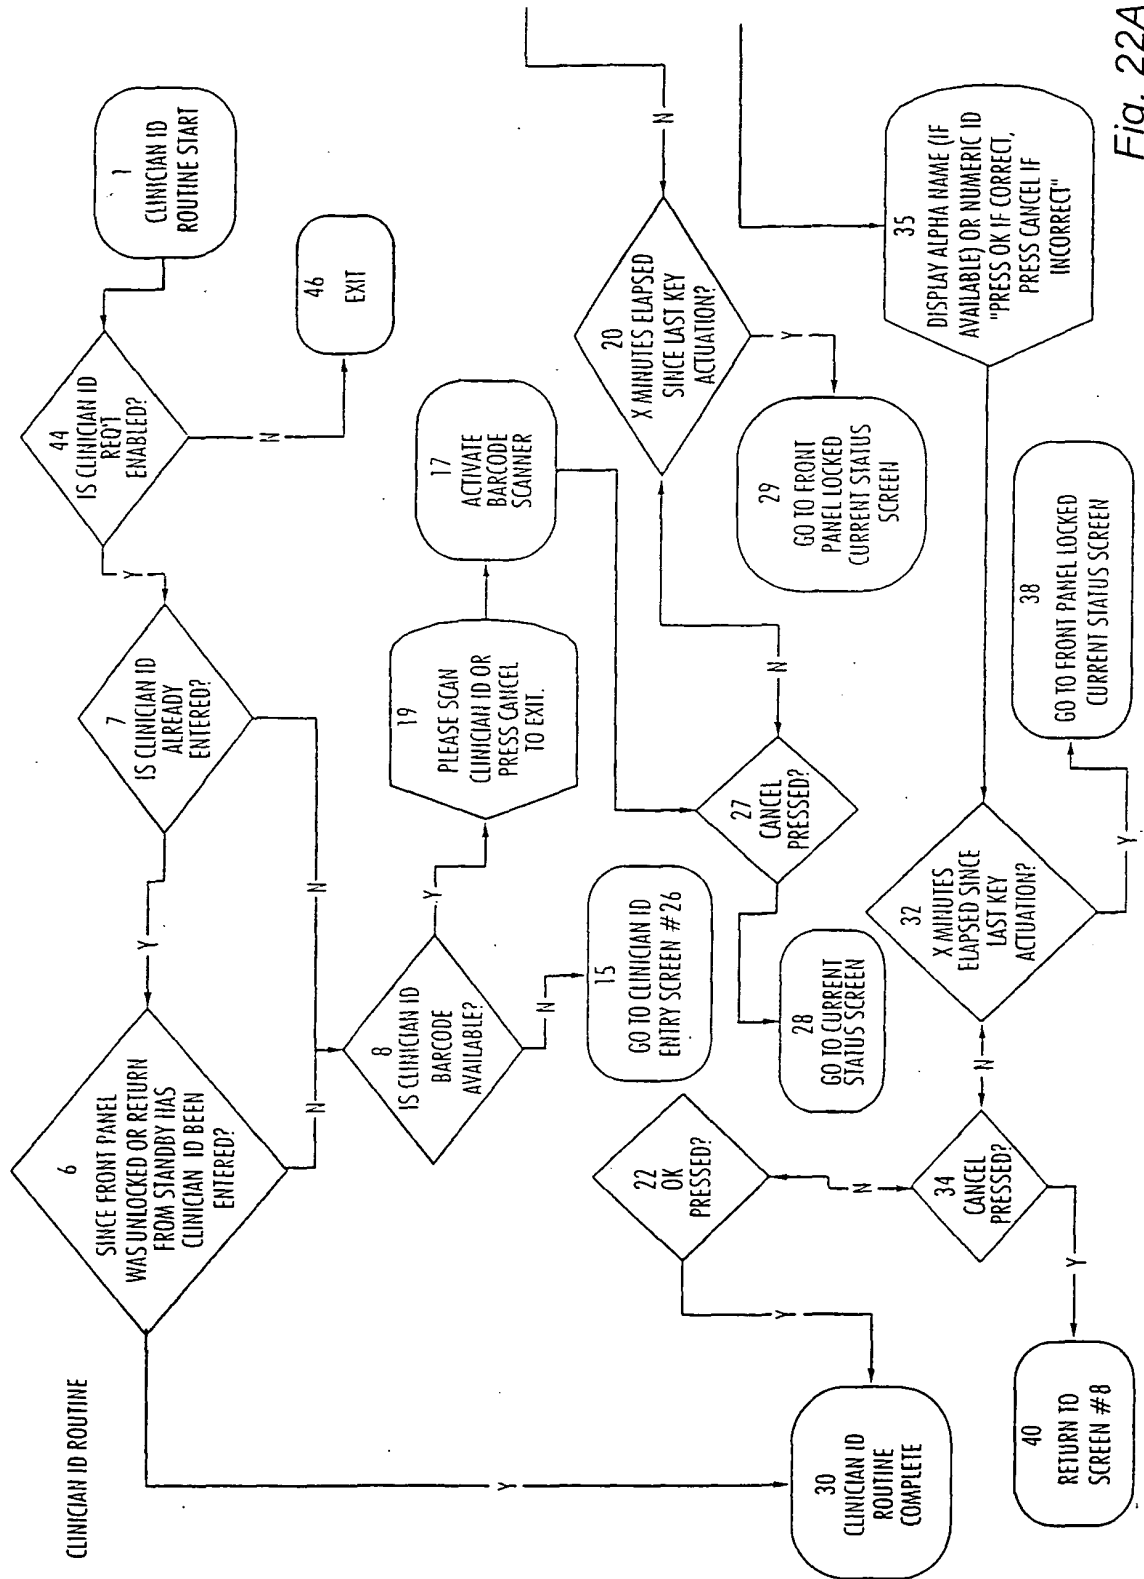 CLINICIAN ID ROUTINE
1
CLINICIAN ID
ROUTINE START
44
IS CLINICIAN ID
REQ'T
ENABLED?
N
46
EXIT
Y
7
IS CLINICIAN ID
ALREADY
ENTERED?
Y
N
6
SINCE FRONT PANEL
WAS UNLOCKED OR RETURN
FROM STANDBY HAS
CLINICIAN ID BEEN
ENTERED?
N
Y
8
IS CLINICIAN ID
BARCODE
AVAILABLE?
Y
N
19
PLEASE SCAN
CLINICIAN ID OR
PRESS CANCEL
TO EXIT.
17
ACTIVATE
BARCODE
SCANNER
15
GO TO CLINICIAN ID
ENTRY SCREEN #26
27
CANCEL
PRESSED?
N
28
GO TO CURRENT
STATUS SCREEN
20
X MINUTES ELAPSED
SINCE LAST KEY
ACTUATION?
N
Y
29
GO TO FRONT
PANEL LOCKED
CURRENT STATUS
SCREEN
35
DISPLAY ALPHA NAME (IF
AVAILABLE) OR NUMERIC ID
"PRESS OK IF CORRECT,
PRESS CANCEL IF
INCORRECT"
32
X MINUTES
ELAPSED SINCE
LAST KEY
ACTUATION?
Y
N
38
GO TO FRONT PANEL LOCKED
CURRENT STATUS SCREEN
34
CANCEL
PRESSED?
N
Y
22
OK
PRESSED?
Y
30
CLINICIAN ID
ROUTINE
COMPLETE
40
RETURN TO
SCREEN #8
Fig. 22A